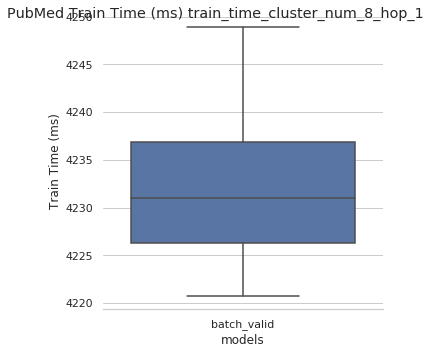 PubMed Train Time (ms) train_time_cluster_num_8_hop_1
4250
4245
4240
4235
4230
4225
4220
Train Time (ms)
batch_valid
models